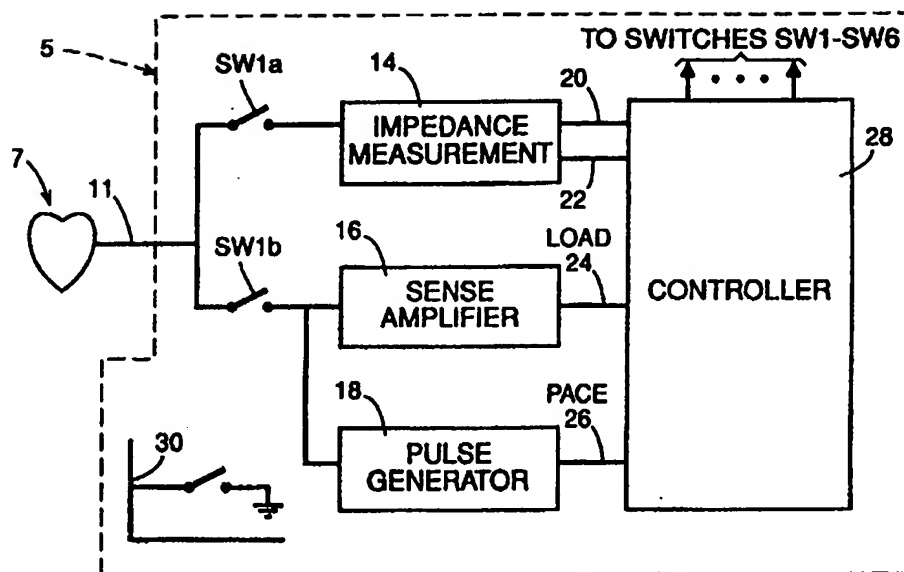 5
TO SWITCHES SW1-SW6
SW1a
14
20
IMPEDANCE
MEASUREMENT
28
7
11
22
SW1b
16
LOAD
24
SENSE
AMPLIFIER
CONTROLLER
18
PACE
26
30
PULSE
GENERATOR